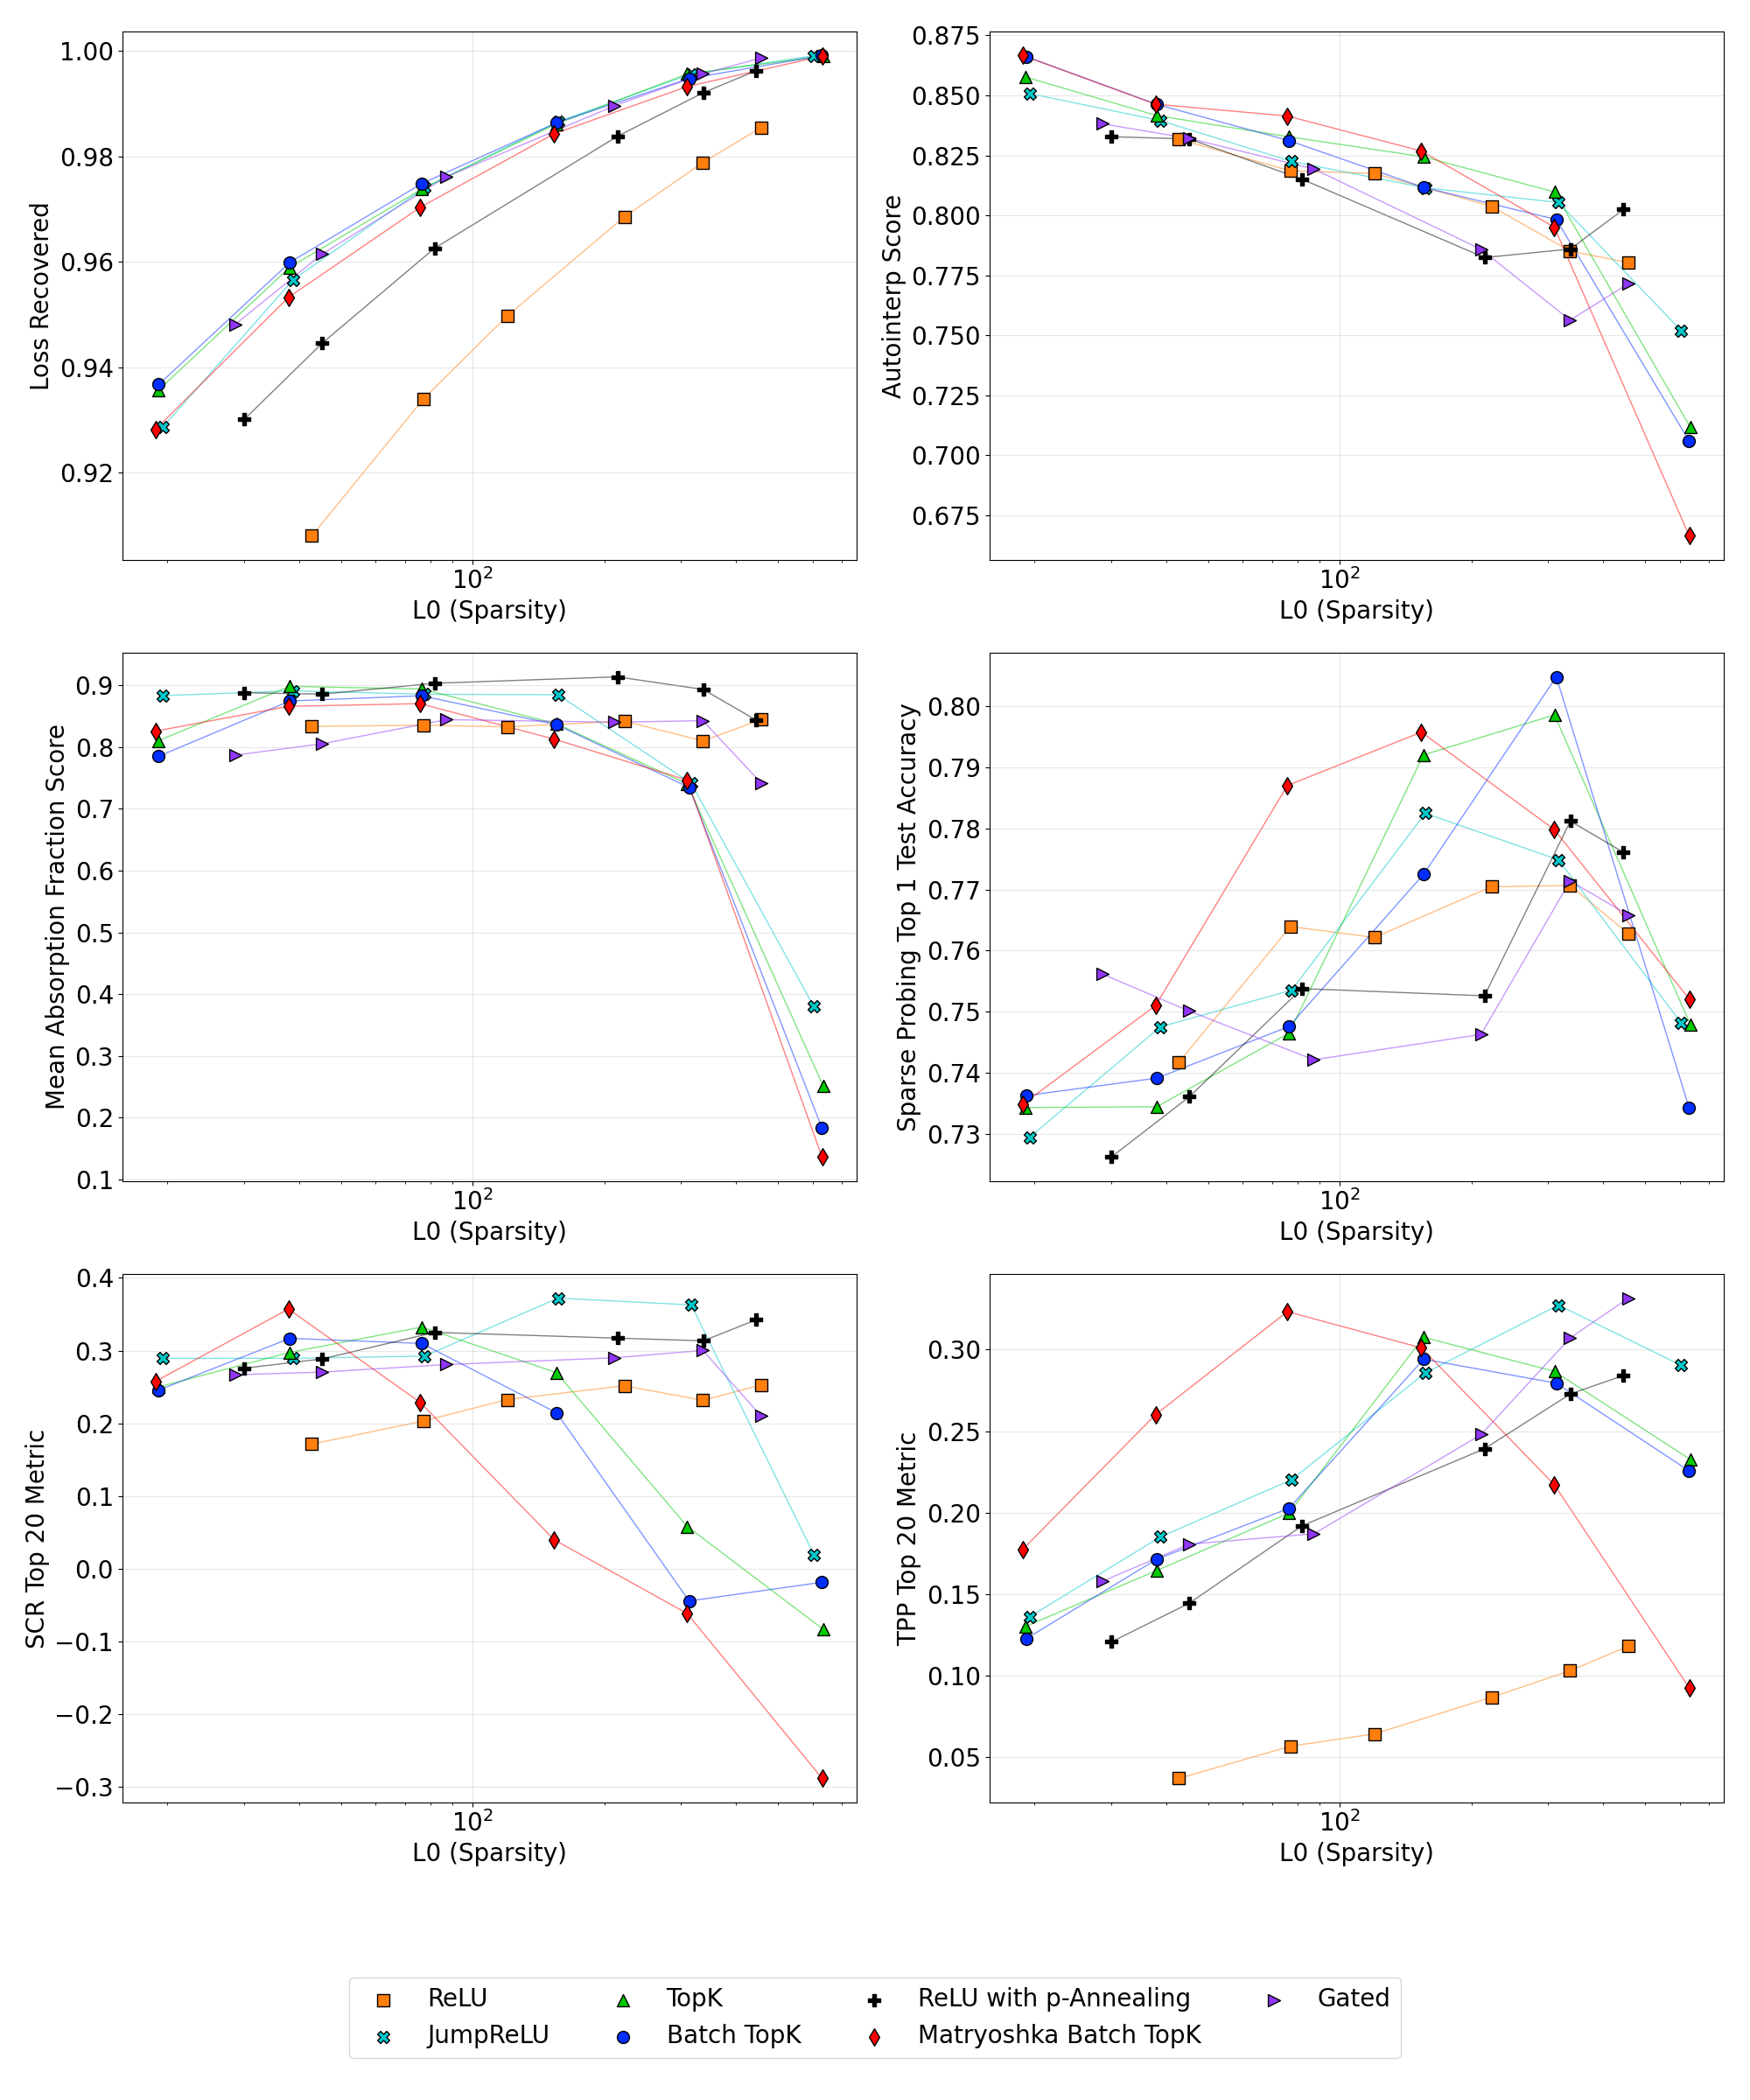 1.00
0.98
0.96
0.94
0.92
Loss Recovered
10²
L0 (Sparsity)
0.875
0.850
0.825
0.800
0.775
0.750
0.725
0.700
0.675
Autointerp Score
10²
L0 (Sparsity)
0.9
0.8
0.7
0.6
0.5
0.4
0.3
0.2
0.1
Mean Absorption Fraction Score
10²
L0 (Sparsity)
0.80
0.79
0.78
0.77
0.76
0.75
0.74
0.73
Sparse Probing Top 1 Test Accuracy
10²
L0 (Sparsity)
0.4
0.3
0.2
0.1
0.0
−0.1
−0.2
−0.3
SCR Top 20 Metric
10²
L0 (Sparsity)
0.30
0.25
0.20
0.15
0.10
0.05
TPP Top 20 Metric
10²
L0 (Sparsity)
ReLU
TopK
ReLU with p-Annealing
Gated
JumpReLU
Batch TopK
Matryoshka Batch TopK